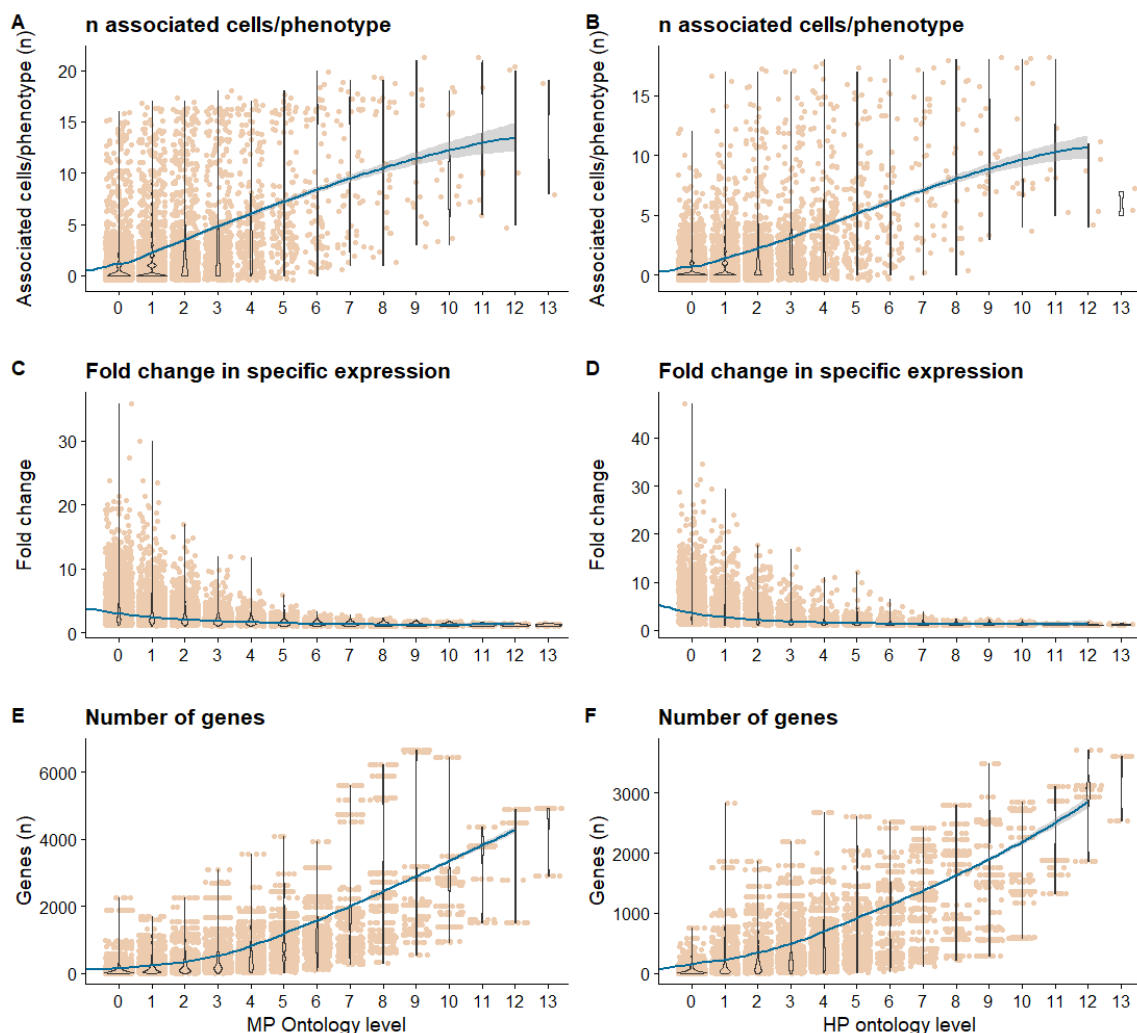 A n associated cells/phenotype
Associated cells/phenotype (n)
20
15
10
5
0
0 1 2 3 4 5 6 7 8 9 10 11 12 13
B n associated cells/phenotype
Associated cells/phenotype (n)
15
10
5
0
0 1 2 3 4 5 6 7 8 9 10 11 12 13
C Fold change in specific expression
Fold change
30
20
10
0
0 1 2 3 4 5 6 7 8 9 10 11 12 13
D Fold change in specific expression
Fold change
40
30
20
10
0
0 1 2 3 4 5 6 7 8 9 10 11 12 13
E Number of genes
Genes (n)
6000
4000
2000
0
0 1 2 3 4 5 6 7 8 9 10 11 12 13
MP Ontology level
F Number of genes
Genes (n)
3000
2000
1000
0
0 1 2 3 4 5 6 7 8 9 10 11 12 13
HP ontology level